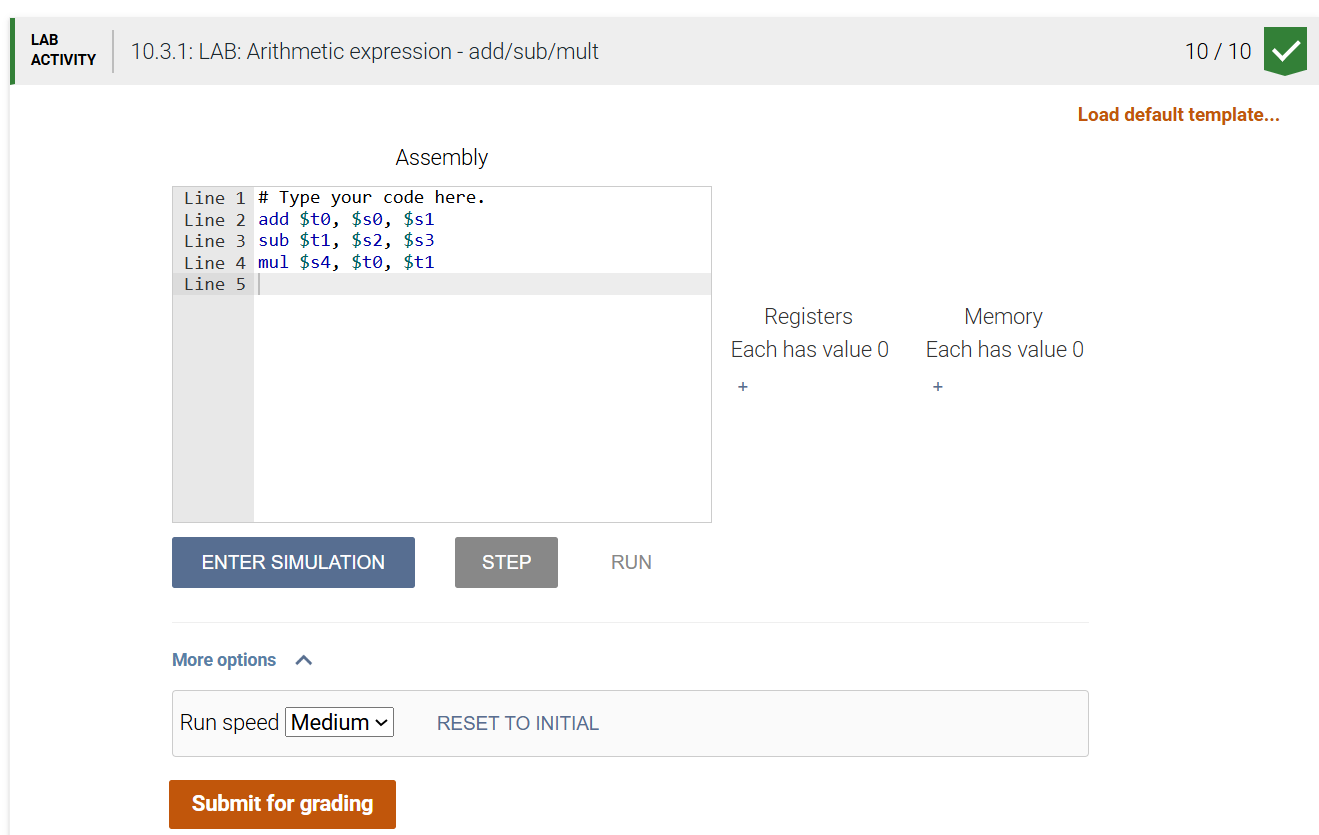 LAB
ACTIVITY
10.3.1: LAB: Arithmetic expression - add/sub/mult
10 / 10
Load default template...
Assembly
Line 1 # Type your code here.
Line 2 add $t0, $s0, $s1
Line 3 sub $t1, $s2, $s3
Line 4 mul $s4, $t0, $t1
Line 5
Registers
Each has value 0
+
Memory
Each has value 0
+
ENTER SIMULATION
STEP
RUN
More options
Run speed Medium
RESET TO INITIAL
Submit for grading